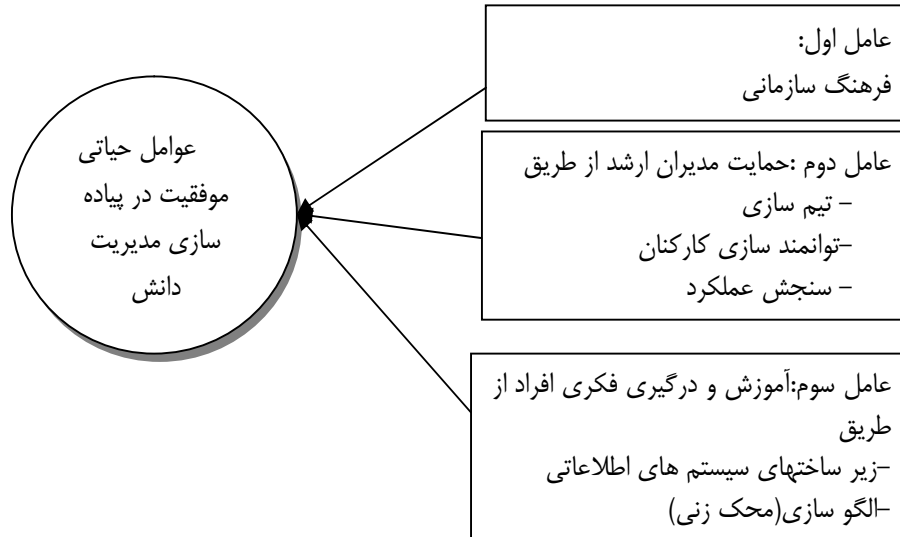 عامل اول:
فرهنگ سازمانی
عامل دوم :حمایت مدیران ارشد از طریق
- تیم سازی
-توانمند سازی کارکنان
- سنجش عملکرد
عامل سوم:آموزش و درگیری فکری افراد از
طریق
-زیر ساختهای سیستم های اطلاعاتی
-الگو سازی(محک زنی)
عوامل حیاتی
موفقیت در پیاده
سازی مدیریت
دانش